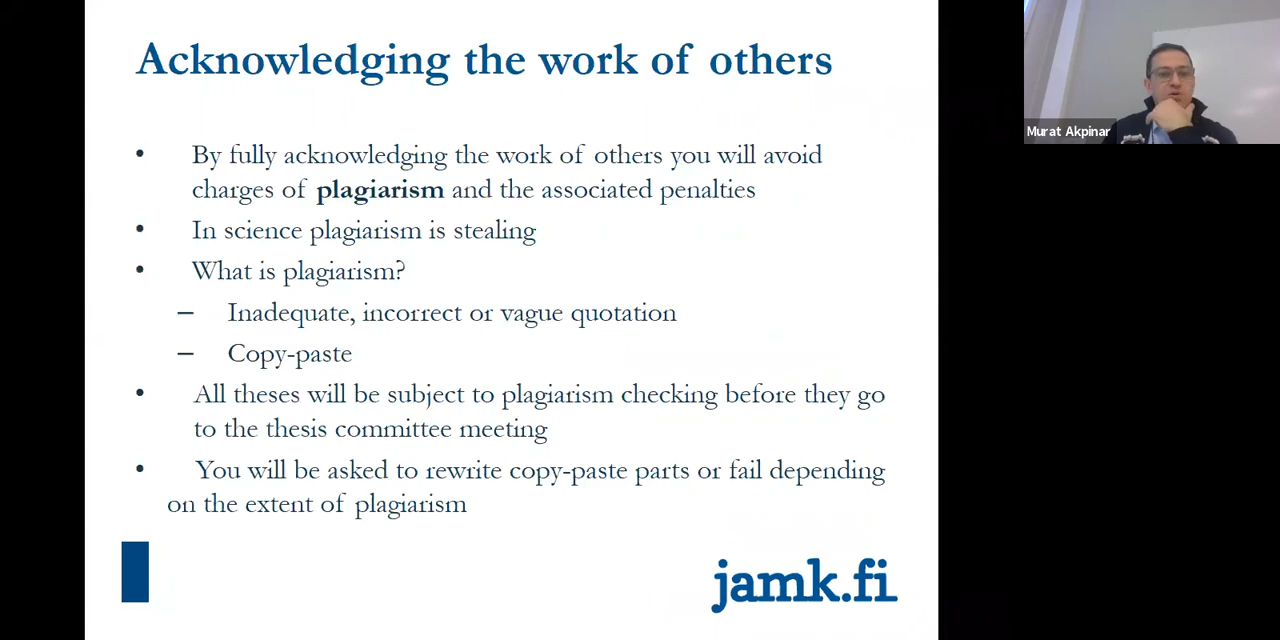 Acknowledging the work of others
• By fully acknowledging the work of others you will avoid
charges of plagiarism and the associated penalties
• In science plagiarism is stealing
• What is plagiarism?
– Inadequate, incorrect or vague quotation
– Copy-paste
• All theses will be subject to plagiarism checking before they go
to the thesis committee meeting
• You will be asked to rewrite copy-paste parts or fail depending
on the extent of plagiarism
jamk.fi
Murat Akpinar